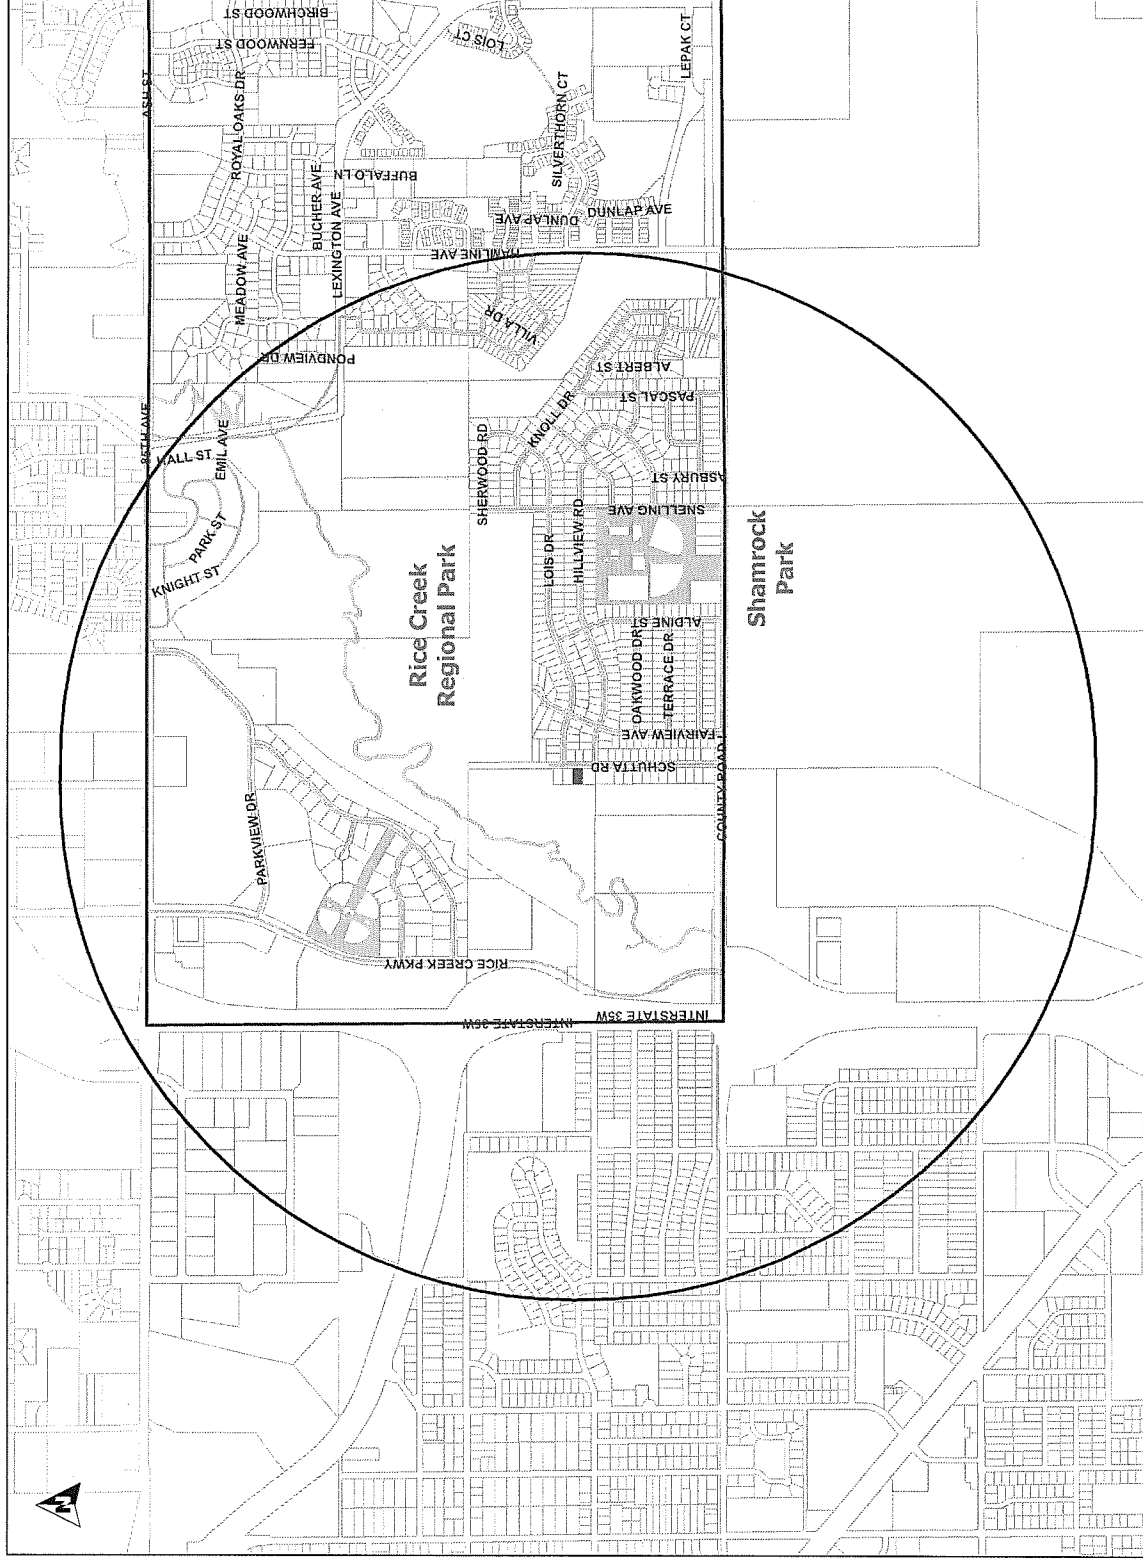 BIRCHWOOD ST
FERNWOOD ST
LOIS CT
LEPAK CT
ASH ST
ROYAL OAKS DR
SILVERTHORN CT
BUFFALO LN
BUCHER AVE
LEXINGTON AVE
DUNLAP AVE
DUNLAP AVE
MEADOW AVE
HAMLINE AVE
VILLA DR
PONDVIEW DR
ALBERT ST
PASCAL ST
KNOLL DR
85TH AVE
HALL ST
EMIL AVE
SHERWOOD RD
ASBURY ST
SNELLING AVE
PARK ST
KNIGHT ST
LOIS DR
HILLVIEW RD
Rice Creek
Regional Park
Shamrock
Park
ALDINE ST
OAKWOOD DR
TERRACE DR
FAIRVIEW AVE
SCHUTTA RD
COUNTY ROAD
PARKVIEW DR
RICE CREEK PKWY
INTERSTATE 35W
INTERSTATE 35W
N